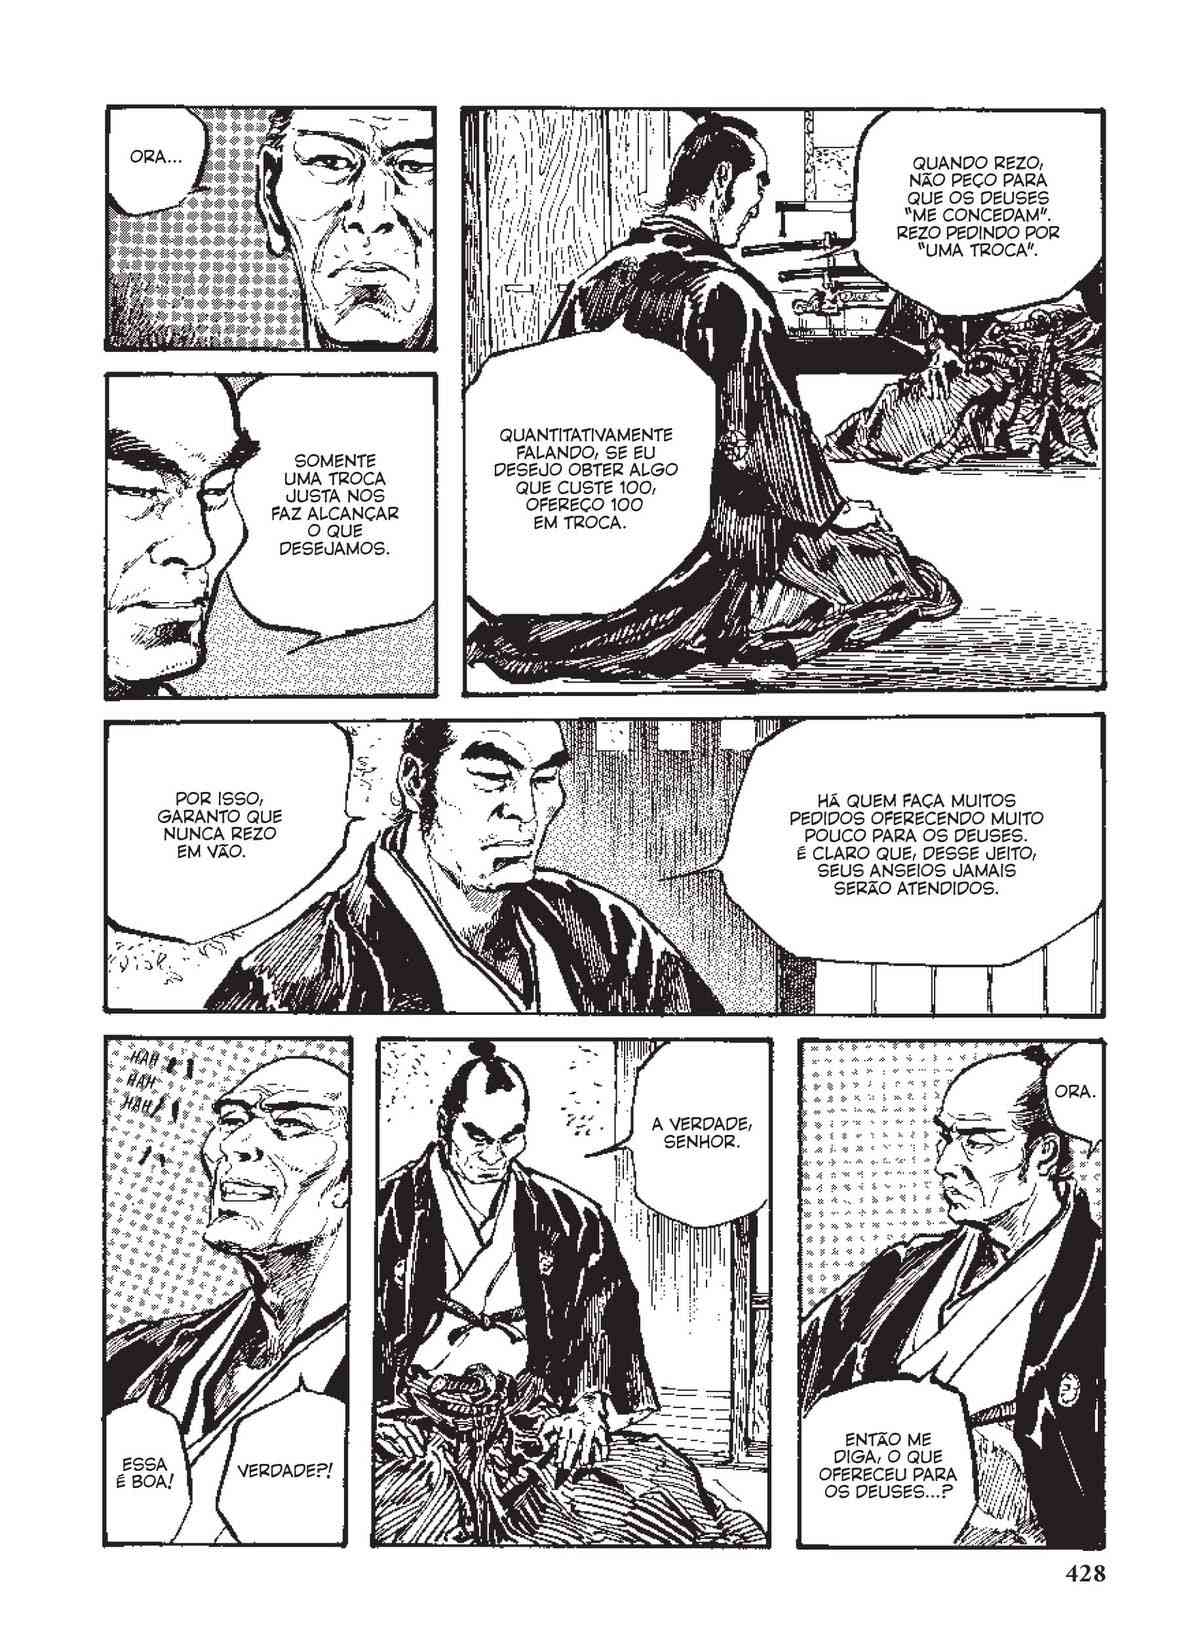 QUANDO REZO,
NÃO PEÇO PARA
QUE OS DEUSES
“ME CONCEDAM”.
REZO PEDINDO POR
“UMA TROCA”.
QUANTITATIVAMENTE
FALANDO, SE EU
DESEJO OBTER ALGO
QUE CUSTE 100,
OFEREÇO 100
EM TROCA.
ORA...
SOMENTE
UMA TROCA
JUSTA NOS
FAZ ALCANÇAR
O QUE
DESEJAMOS.
HÁ QUEM FAÇA MUITOS
PEDIDOS OFERECENDO MUITO
POUCO PARA OS DEUSES.
É CLARO QUE, DESSE JEITO,
SEUS ANSEIOS JAMAIS
SERÃO ATENDIDOS.
POR ISSO,
GARANTO QUE
NUNCA REZO
EM VÃO.
ORA.
ENTÃO ME
DIGA, O QUE
OFERECEU PARA
OS DEUSES...?
A VERDADE,
SENHOR.
VERDADE?!
HAH
HAH
HAH
ESSA
É BOA!
428